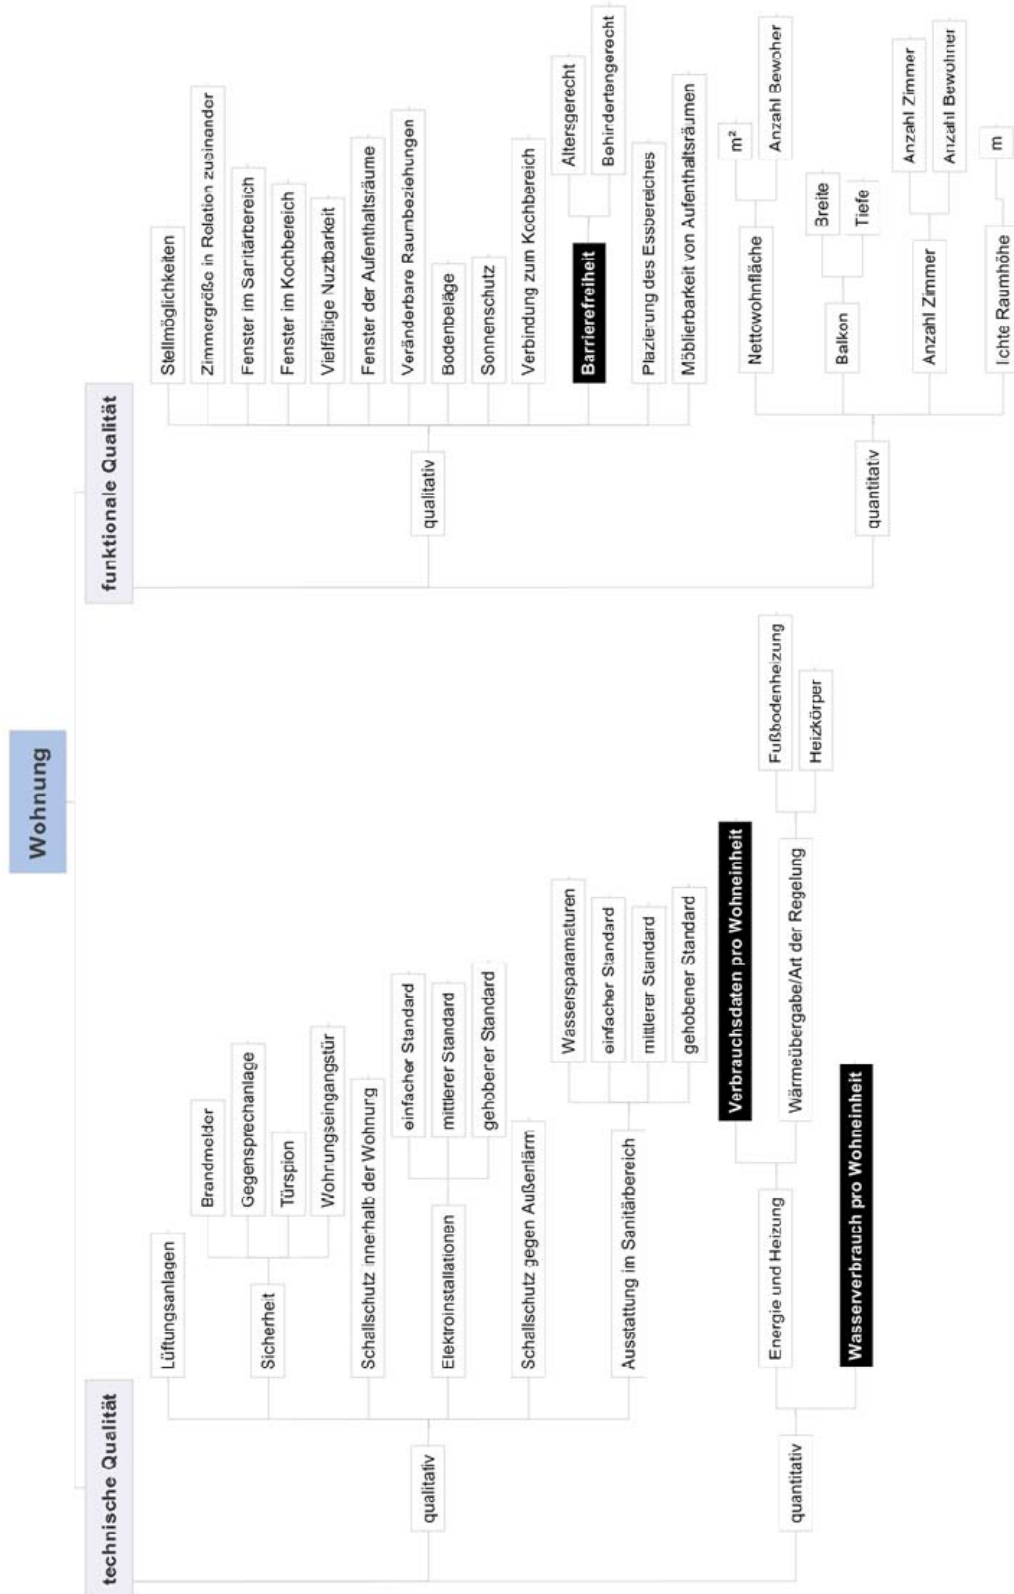 Wohnung
technische Qualität
qualitativ
Lüftungsanlagen
Sicherheit
Brandmelder
Gegensprechanlage
Türspion
Wohnungseingangstür
Schallschutz innerhalb der Wohnung
Elektroinstallationen
einfacher Standard
mittlerer Standard
gehobener Standard
Schallschutz gegen Außenlärm
Ausstattung im Sanitärbereich
Wassersparamaturen
einfacher Standard
mittlerer Standard
gehobener Standard
quantitativ
Energie und Heizung
Verbrauchsdaten pro Wohneinheit
Wärmeübergabe/Art der Regelung
Fußbodenheizung
Heizkörper
Wasserverbrauch pro Wohneinheit
funktionale Qualität
qualitativ
Stellmöglichkeiten
Zimmergröße in Relation zueinander
Fenster im Sanitärbereich
Fenster im Kochbereich
Vielfältige Nuztbarkeit
Fenster der Aufenthaltsräume
Veränderbare Raumbeziehungen
Bodenbeläge
Sonnenschutz
Verbindung zum Kochbereich
Barrierefreiheit
Altersgerecht
Behindertengerecht
Plazierung des Essbereiches
Möblierbarkeit von Aufenthaltsräumen
quantitativ
Nettowohnfläche
m²
Anzahl Bewoher
Balkon
Breite
Tiefe
Anzahl Zimmer
Anzahl Zimmer
Anzahl Bewohner
lichte Raumhöhe
m